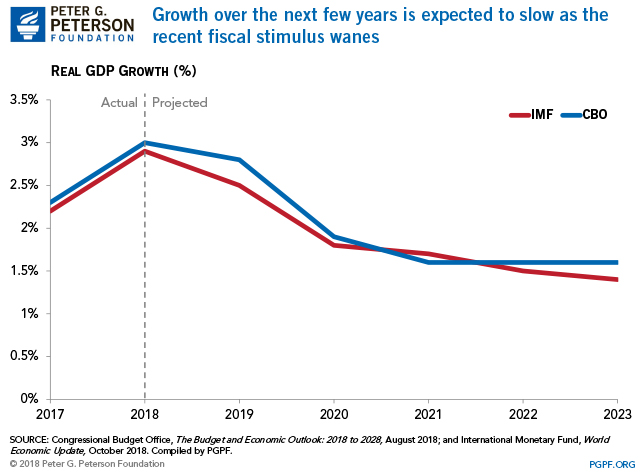 PETER G.
PETERSON
FOUNDATION
Growth over the next few years is expected to slow as the
recent fiscal stimulus wanes
REAL GDP GROWTH (%)
3.5%
Actual
Projected
IMF
CBO
3%
2.5%
2%
1.5%
1%
0.5%
0%
2017
2018
2019
2020
2021
2022
2023
SOURCE: Congressional Budget Office, The Budget and Economic Outlook: 2018 to 2028, August 2018; and International Monetary Fund, World
Economic Update, October 2018. Compiled by PGPF.
© 2018 Peter G. Peterson Foundation
PGPF.ORG